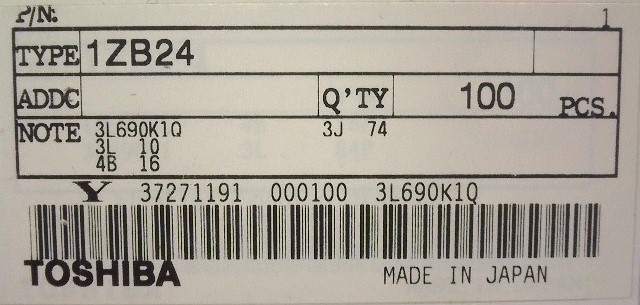 P/N: 1
TYPE 1ZB24
ADDC Q'TY 100 PCS.
NOTE 3L690K1Q 3J 74
3L 10
4B 16
Y 37271191 000100 3L690K1Q
TOSHIBA MADE IN JAPAN